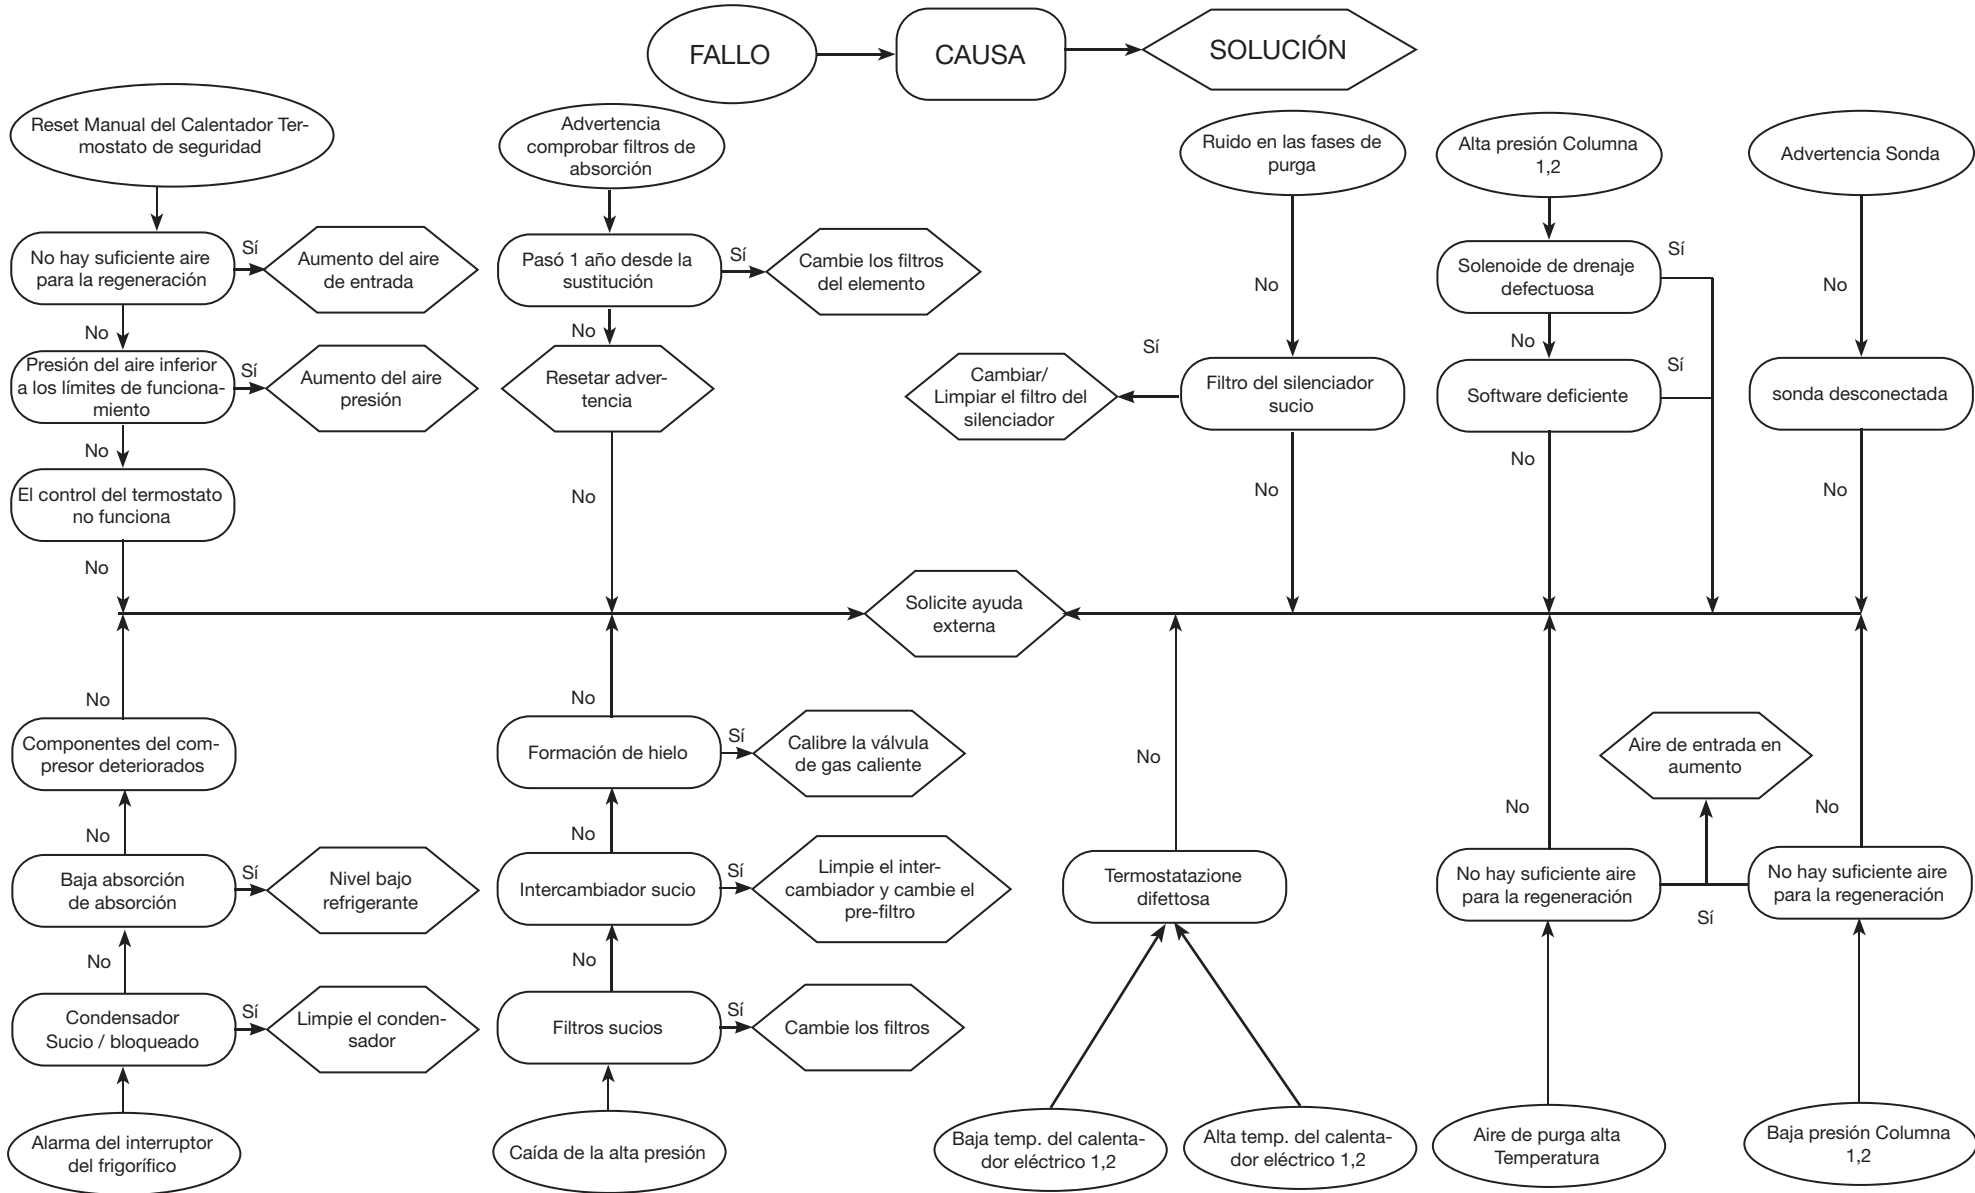 FALLO
CAUSA
SOLUCIÓN
Reset Manual del Calentador Ter-
mostato de seguridad
No hay suficiente aire
para la regeneración
Sí
Aumento del aire
de entrada
No
Presión del aire inferior
a los límites de funciona-
miento
Sí
Aumento del aire
presión
No
El control del termostato
no funciona
No
Advertencia
comprobar filtros de
absorción
Pasó 1 año desde la
sustitución
Sí
Cambie los filtros
del elemento
No
Resetar adver-
tencia
No
Ruido en las fases de
purga
No
Filtro del silenciador
sucio
Sí
Cambiar/
Limpiar el filtro del
silenciador
No
Alta presión Columna
1,2
Solenoide de drenaje
defectuosa
Sí
No
Software deficiente
Sí
No
Advertencia Sonda
No
sonda desconectada
No
Solicite ayuda
externa
No
Componentes del com-
presor deteriorados
No
Baja absorción
de absorción
Sí
Nivel bajo
refrigerante
No
Condensador
Sucio / bloqueado
Sí
Limpie el conden-
sador
Alarma del interruptor
del frigorífico
No
Formación de hielo
Sí
Calibre la válvula
de gas caliente
No
Intercambiador sucio
Sí
Limpie el inter-
cambiador y cambie el
pre-filtro
No
Filtros sucios
Sí
Cambie los filtros
Caída de la alta presión
No
Termostatazione
difettosa
Baja temp. del calenta-
dor eléctrico 1,2
Alta temp. del calenta-
dor eléctrico 1,2
Aire de entrada en
aumento
No
No hay suficiente aire
para la regeneración
Sí
Aire de purga alta
Temperatura
No
No hay suficiente aire
para la regeneración
Baja presión Columna
1,2